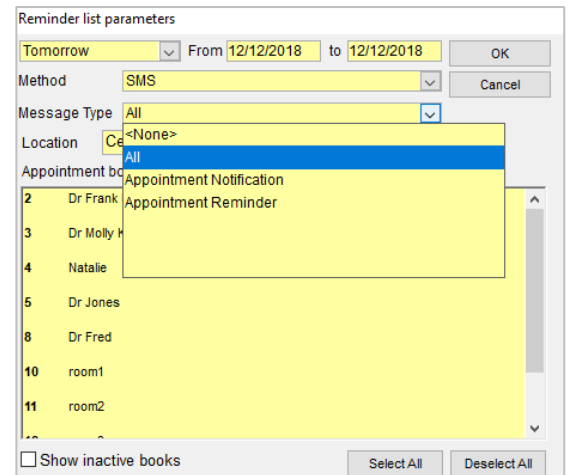 Reminder list parameters
Tomorrow From 12/12/2018 to 12/12/2018 OK
Method SMS Cancel
Message Type All
<None>
Location
All
Appointment
Appointment Notification
2 Dr Frank
Appointment Reminder
3 Dr Molly
4 Natalie
5 Dr Jones
8 Dr Fred
10 room1
11 room2
Show inactive books Select All Deselect All